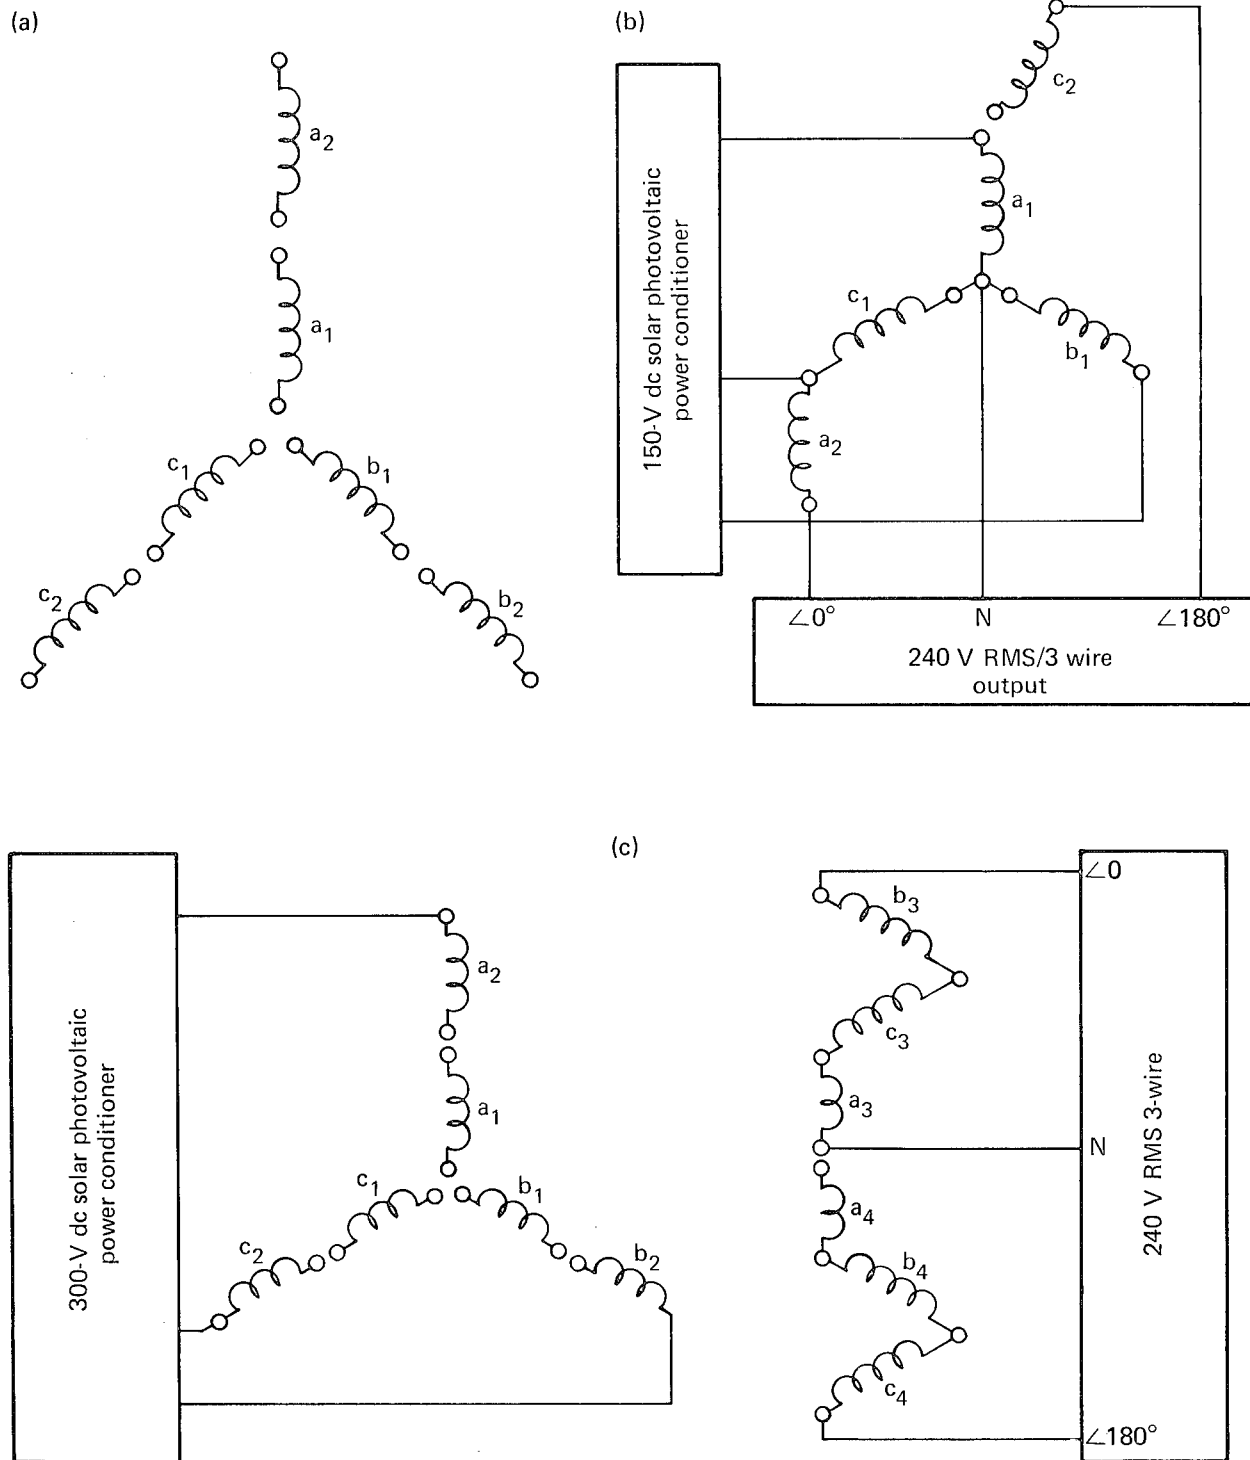 (a)
a2
a1
c1
b1
c2
b2
(b)
c2
a1
c1
b1
a2
150-V dc solar photovoltaic
power conditioner
∠0°
N
∠180°
240 V RMS/3 wire
output
(c)
300-V dc solar photovoltaic
power conditioner
a2
a1
c1
b1
c2
b2
∠0
b3
c3
a3
N
a4
b4
c4
∠180°
240 V RMS 3-wire